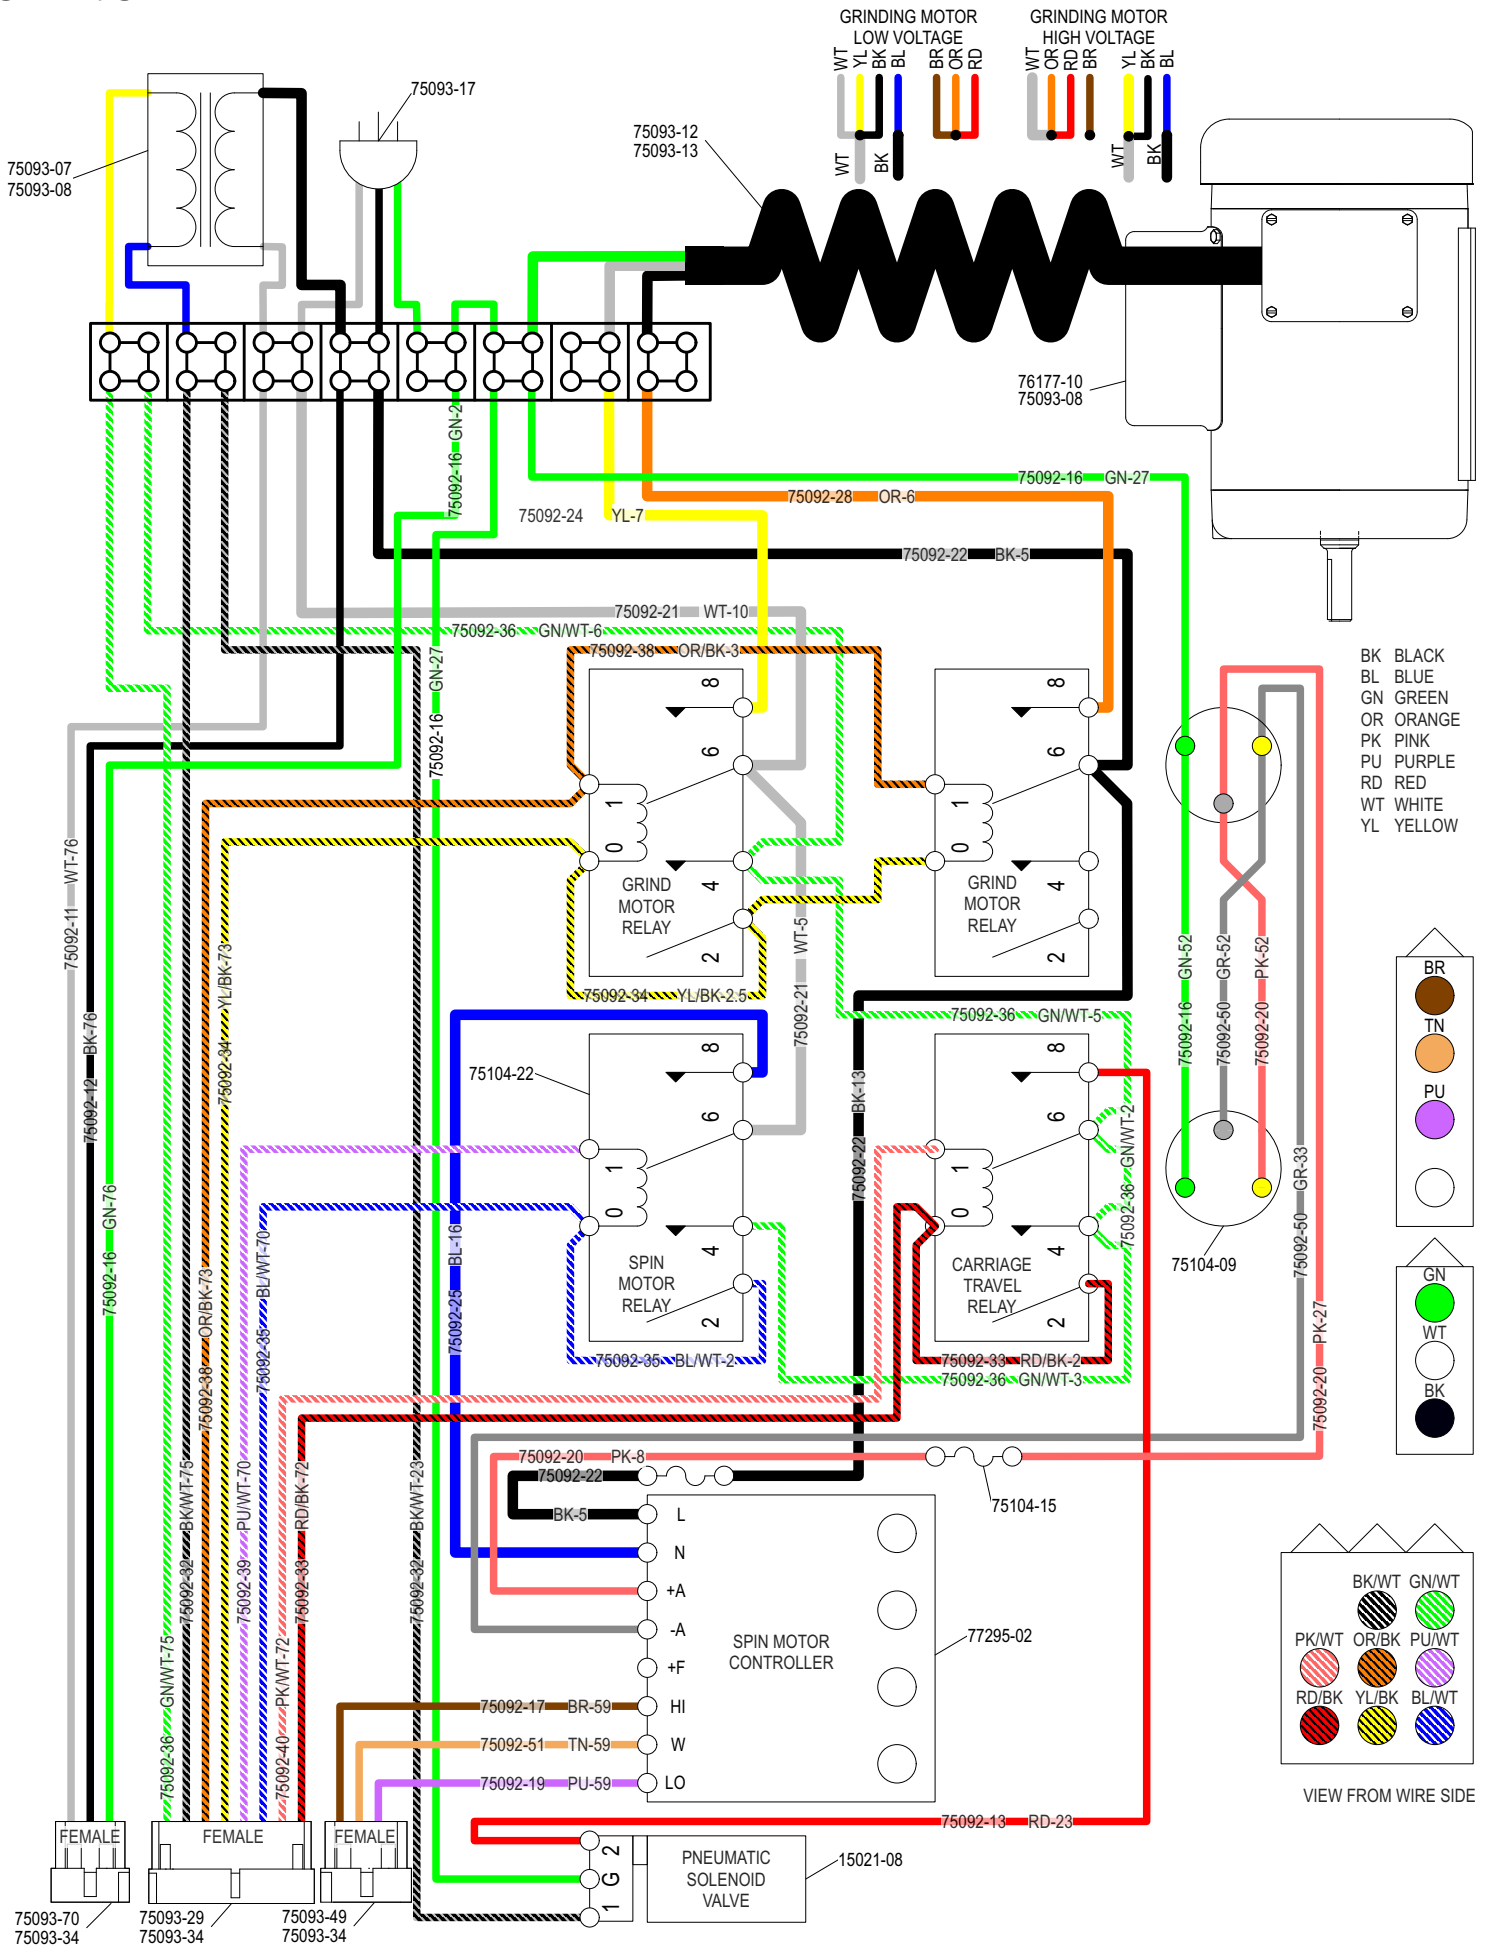 GRINDING MOTOR
LOW VOLTAGE
GRINDING MOTOR
HIGH VOLTAGE
WT
YL
BK
BL
BR
OR
RD
WT
OR
RD
BR
YL
BK
BL
WT
BK
WT
BK
75093-17
75093-12
75093-13
75093-07
75093-08
76177-10
75093-08
75092-16 GN-2
75092-16 GN-27
75092-28 OR-6
75092-24 YL-7
75092-22 BK-5
75092-21 WT-10
75092-36 GN/WT-6
75092-38 OR/BK-3
75092-16 GN-27
BK BLACK
BL BLUE
GN GREEN
OR ORANGE
PK PINK
PU PURPLE
RD RED
WT WHITE
YL YELLOW
8
6
1
0
4
2
GRIND
MOTOR
RELAY
8
6
1
0
4
2
GRIND
MOTOR
RELAY
75092-11 WT-76
75092-12 BK-76
75092-16 GN-76
75092-34 YL/BK-73
75092-38 OR/BK-73
75092-34 YL/BK-2.5
75092-21 WT-5
75092-36 GN/WT-5
75092-16 GN-52
75092-50 GR-52
75092-20 PK-52
75104-22
8
6
1
0
4
2
SPIN
MOTOR
RELAY
8
6
1
0
4
2
CARRIAGE
TRAVEL
RELAY
75092-22 BK-13
75092-36 GN/WT-2
75092-25 BL-16
75092-35 BL/WT-70
75092-35 BL/WT-2
75092-33 RD/BK-2
75092-36 GN/WT-3
75104-09
75092-50 GR-33
75092-20 PK-27
BR
TN
PU
GN
WT
BK
75092-20 PK-8
75092-22
BK-5
75104-15
75092-36 GN/WT-75
75092-32 BK/WT-75
75092-39 PU/WT-70
75092-40 PK/WT-72
75092-33 RD/BK-72
75092-32 BK/WT-23
L
N
+A
-A
+F
HI
W
LO
SPIN MOTOR
CONTROLLER
77295-02
75092-17 BR-59
75092-51 TN-59
75092-19 PU-59
75092-13 RD-23
BK/WT GN/WT
PK/WT OR/BK PU/WT
RD/BK YL/BK BL/WT
VIEW FROM WIRE SIDE
FEMALE
FEMALE
FEMALE
2
G
1
PNEUMATIC
SOLENOID
VALVE
15021-08
75093-70
75093-34
75093-29
75093-34
75093-49
75093-34